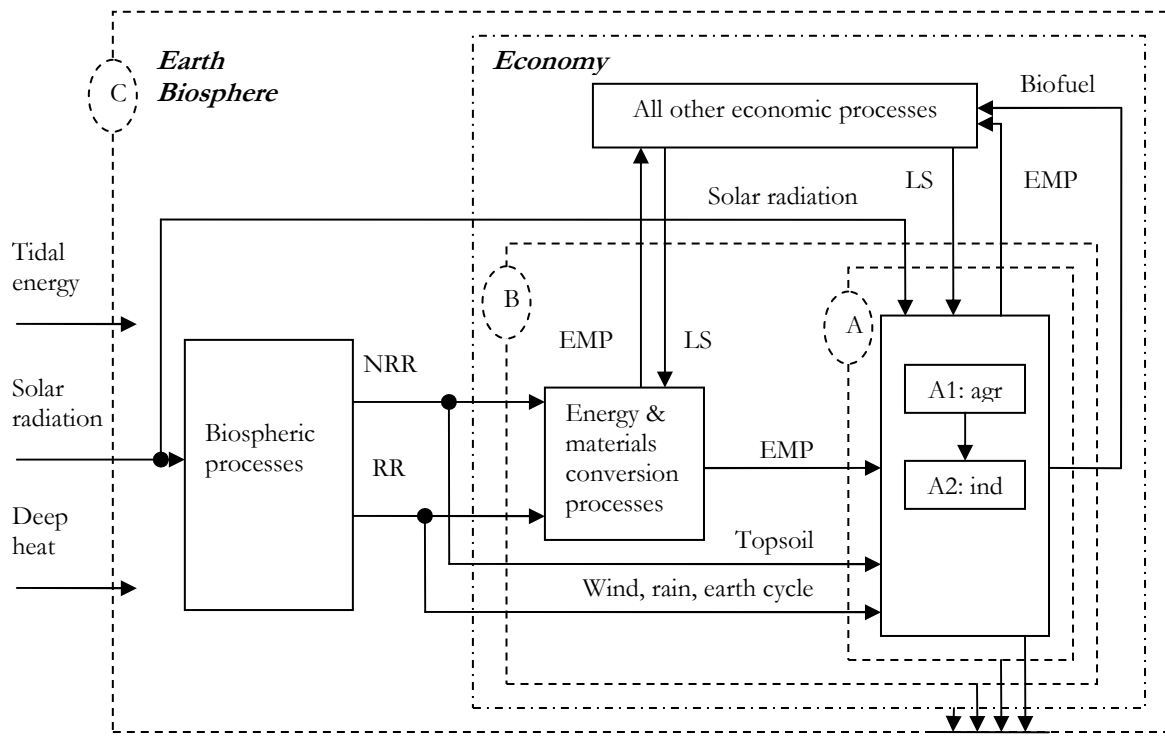 Earth
Biosphere
C
Economy
Biofuel
All other economic processes
LS
EMP
Solar radiation
Tidal
energy
B
A
EMP
LS
NRR
Solar
radiation
Biospheric
processes
RR
Energy &
materials
conversion
processes
EMP
A1: agr
A2: ind
Deep
heat
Topsoil
Wind, rain, earth cycle